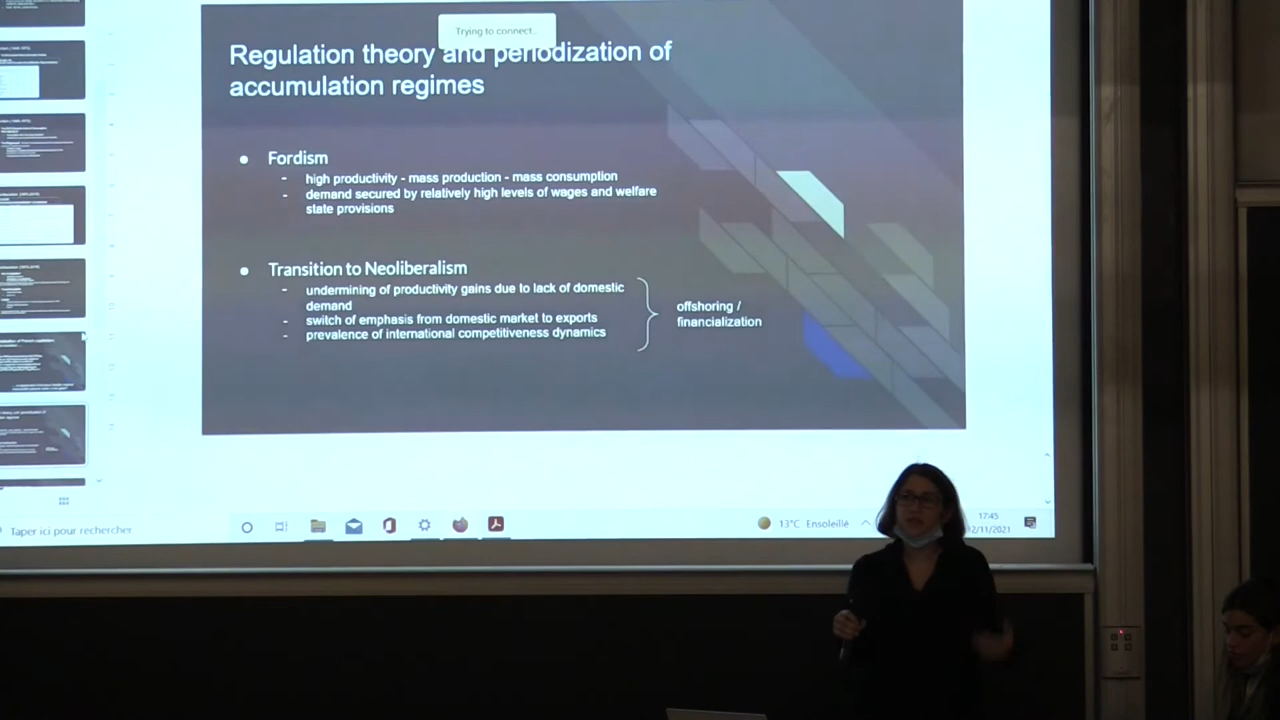 Trying to connect...
Regulation theory and periodization of
accumulation regimes
● Fordism
- high productivity - mass production - mass consumption
- demand secured by relatively high levels of wages and welfare
state provisions
● Transition to Neoliberalism
- undermining of productivity gains due to lack of domestic
demand
- switch of emphasis from domestic market to exports
- prevalence of international competitiveness dynamics
offshoring /
financialization
Taper ici pour rechercher
13°C Ensoleillé
17:45
2/11/2021